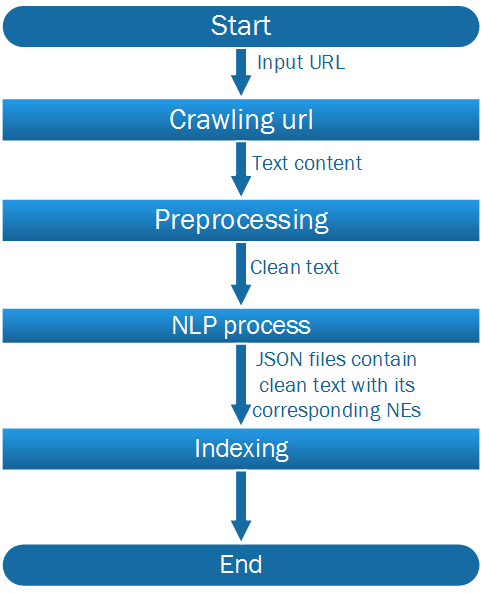 Start
Input URL
Crawling url
Text content
Preprocessing
Clean text
NLP process
JSON files contain
clean text with its
corresponding NEs
Indexing
End